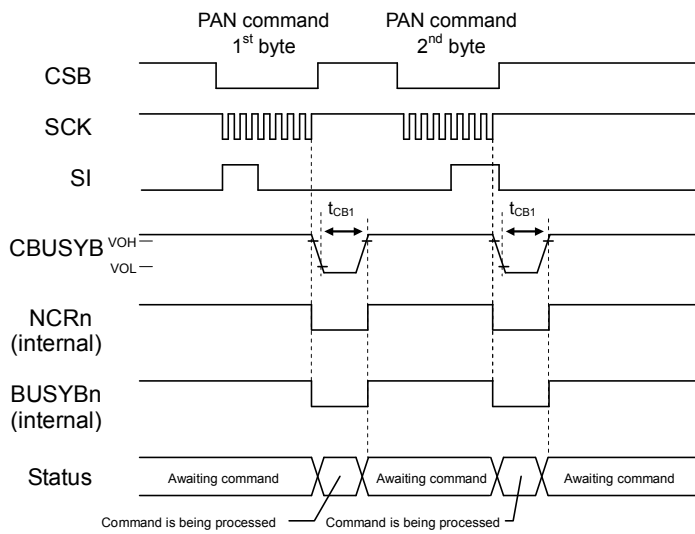 PAN command PAN command
1st byte 2nd byte
CSB
SCK
SI
tCB1 tCB1
CBUSYB VOH
VOL
NCRn
(internal)
BUSYBn
(internal)
Status Awaiting command Awaiting command Awaiting command
Command is being processed Command is being processed